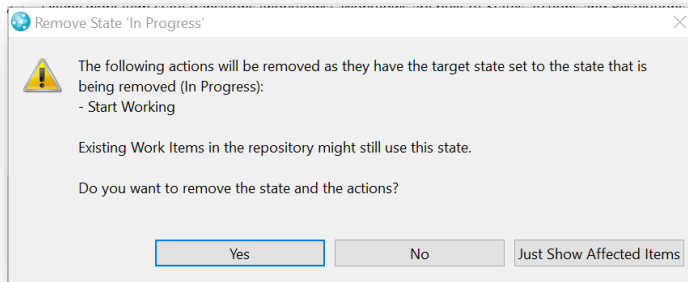 Remove State 'In Progress'
The following actions will be removed as they have the target state set to the state that is
being removed (In Progress):
- Start Working
Existing Work Items in the repository might still use this state.
Do you want to remove the state and the actions?
Yes
No
Just Show Affected Items